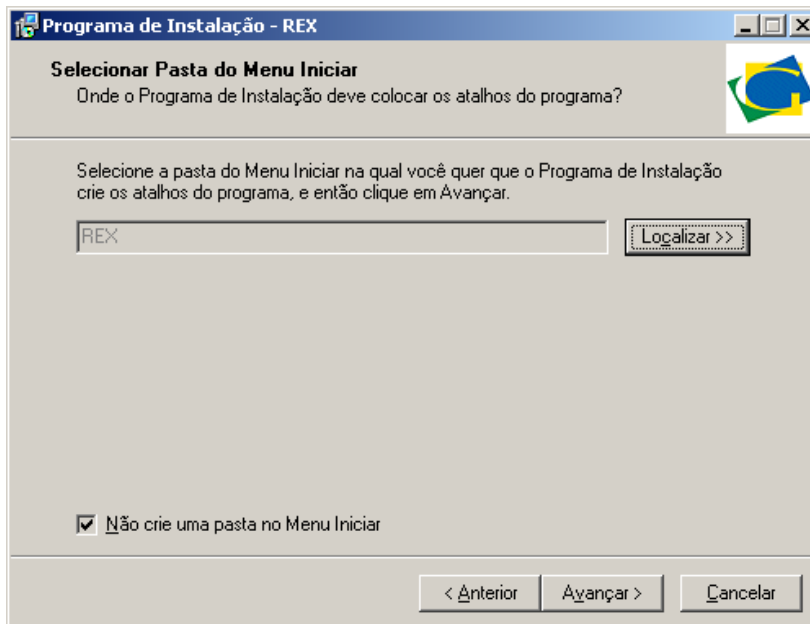 Programa de Instalação - REX
Selecionar Pasta do Menu Iniciar
Onde o Programa de Instalação deve colocar os atalhos do programa?
Selecione a pasta do Menu Iniciar na qual você quer que o Programa de Instalação
crie os atalhos do programa, e então clique em Avançar.
REX
Localizar >>
Não crie uma pasta no Menu Iniciar
< Anterior
Avançar >
Cancelar